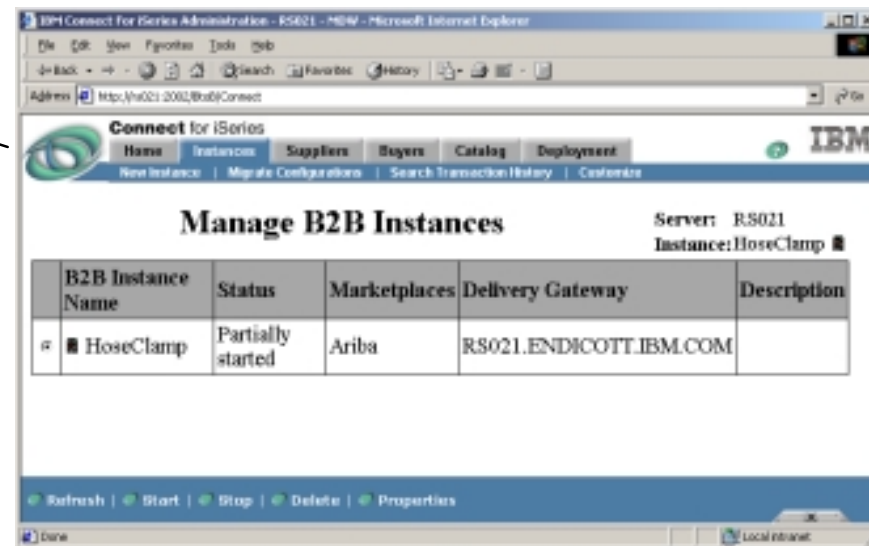 IBM Connect for iSeries Administration - RS021 - MDW - Microsoft Internet Explorer
File Edit View Favorites Tools Help
Back Search Favorites History
Address Go
Connect for iSeries
IBM
Home Instances Suppliers Buyers Catalog Deployment
New Instance | Migrate Configurations | Search Transaction History | Customize
Manage B2B Instances
Server: RS021
Instance: HoseClamp
B2B Instance Name Status Marketplaces Delivery Gateway Description
HoseClamp Partially started Ariba RS021.ENDICOTT.IBM.COM
Refresh | Start | Stop | Delete | Properties
Done Local intranet